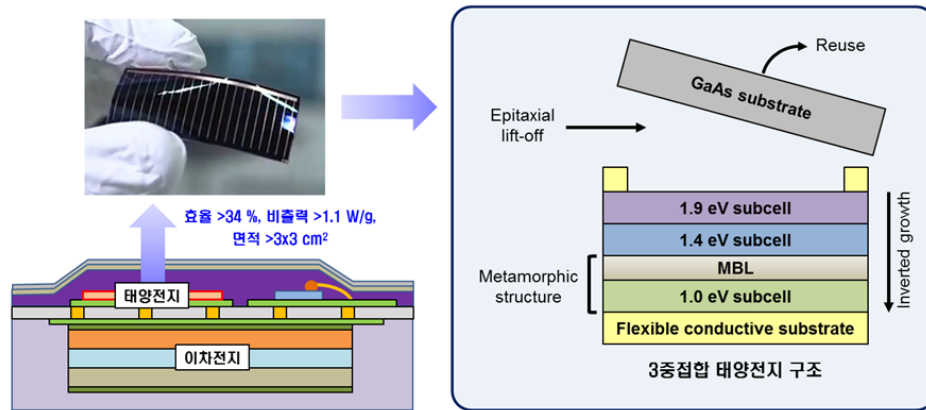 효율 >34 %, 비출력 >1.1 W/g,
면적 >3x3 cm²
태양전지
이차전지
Reuse
GaAs substrate
Epitaxial
lift-off
1.9 eV subcell
1.4 eV subcell
MBL
1.0 eV subcell
Flexible conductive substrate
Metamorphic
structure
Inverted growth
3중접합 태양전지 구조